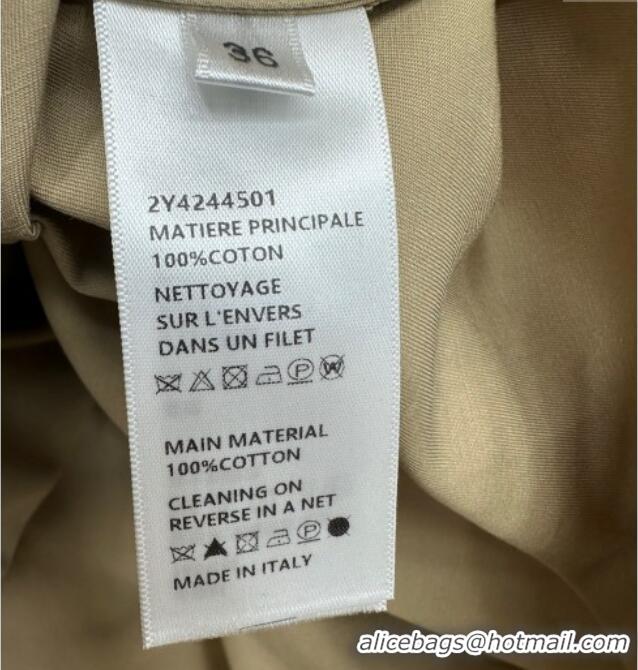 36
2Y4244501
MATIERE PRINCIPALE
100%COTON
NETTOYAGE
SUR L'ENVERS
DANS UN FILET
P W
MAIN MATERIAL
100%COTTON
CLEANING ON
REVERSE IN A NET
P
MADE IN ITALY
alicebags@hotmail.com